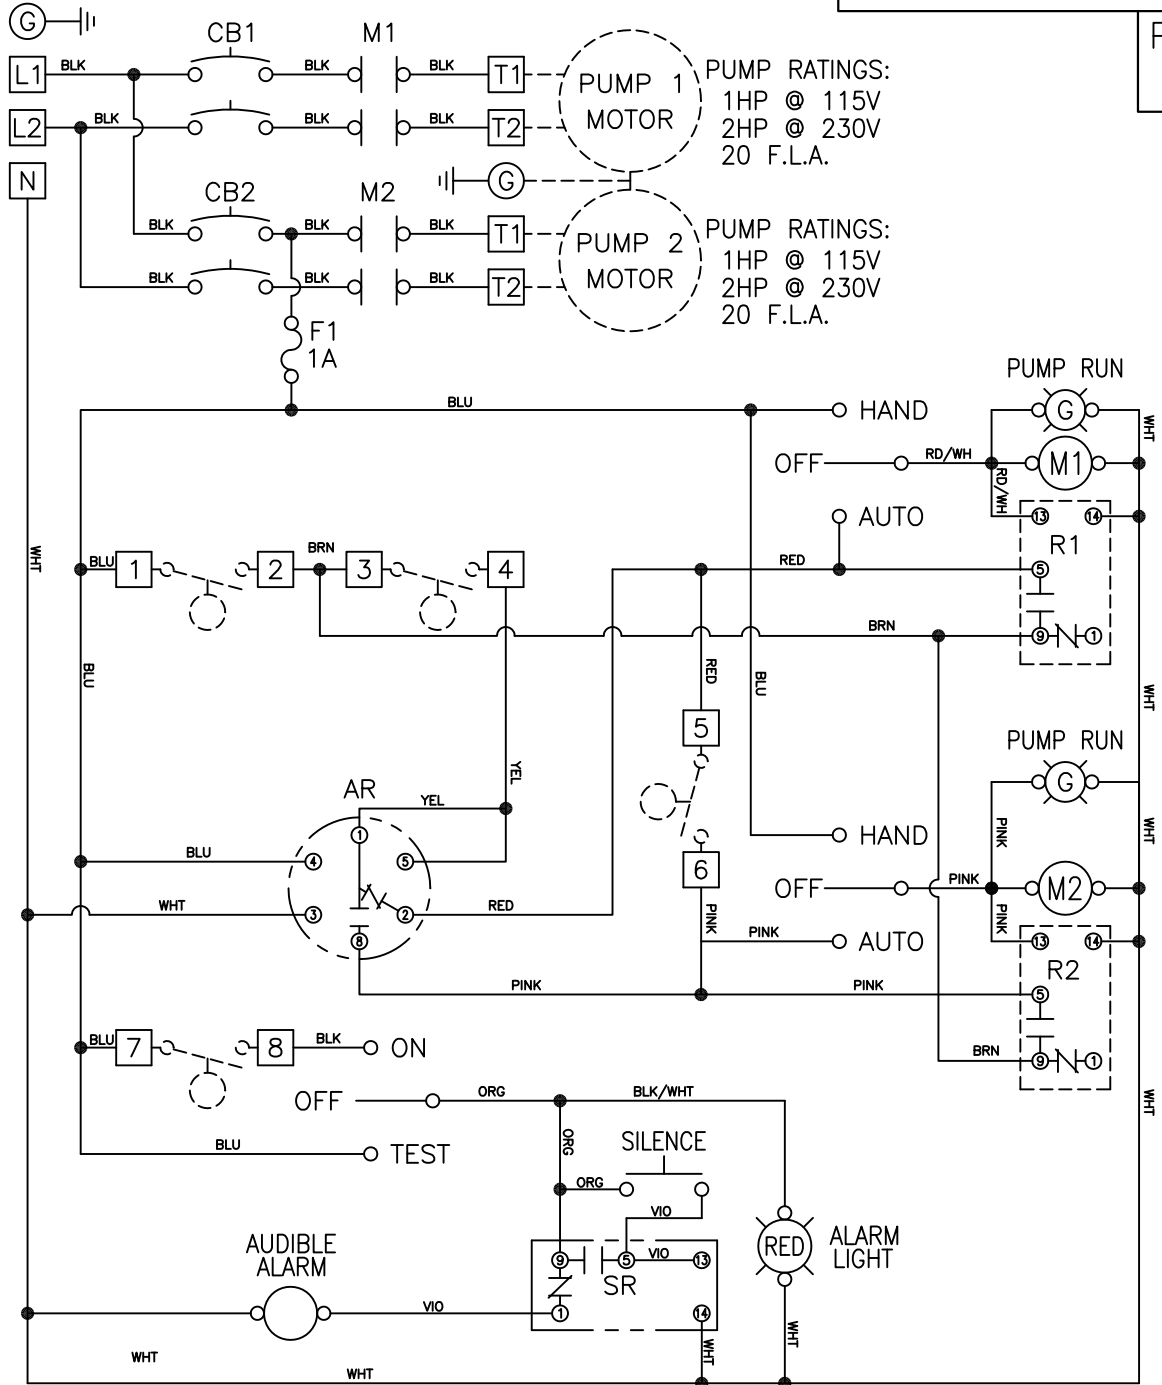 G
CB1 M1
L1 BLK BLK BLK T1 PUMP 1 PUMP RATINGS:
MOTOR 1HP @ 115V
L2 BLK BLK BLK T2 2HP @ 230V
20 F.L.A.
N G
CB2 M2
BLK BLK BLK T1 PUMP 2 PUMP RATINGS:
MOTOR 1HP @ 115V
BLK BLK BLK T2 2HP @ 230V
20 F.L.A.
F1
1A
PUMP RUN
BLU HAND G WHT
OFF RD/WH M1
RD/WH
AUTO 13 14
R1
WHT BLU 1 2 BRN 3 4 RED 5
BRN 9 1
BLU RED BLU WHT
5
PUMP RUN
YEL G
AR YEL
1 PINK WHT
HAND
BLU 4 5 6
OFF PINK M2
WHT 3 2 RED PINK PINK
8 PINK AUTO 13 14
R2
PINK PINK 5
BLU 7 8 BLK ON BRN 9 1
OFF ORG BLK/WHT WHT
ORG SILENCE
BLU TEST
ORG
VIO
AUDIBLE
ALARM
RED ALARM
LIGHT
9 5 VIO 13
SR
VIO 1 14
WHT WHT WHT
WHT